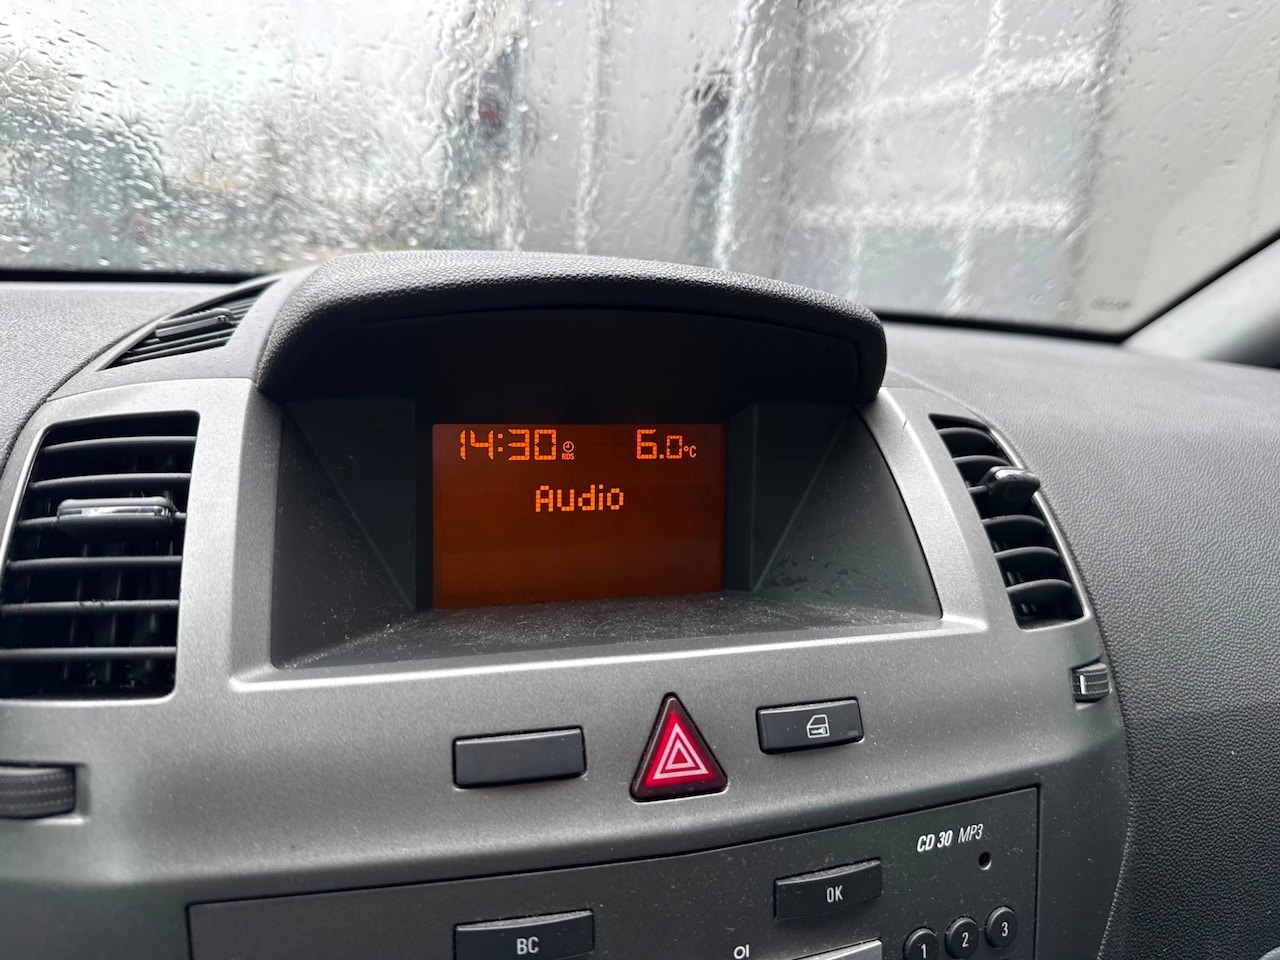 14:30 RDS 6.0°C
Audio
CD 30 MP3
OK
BC
1 2 3